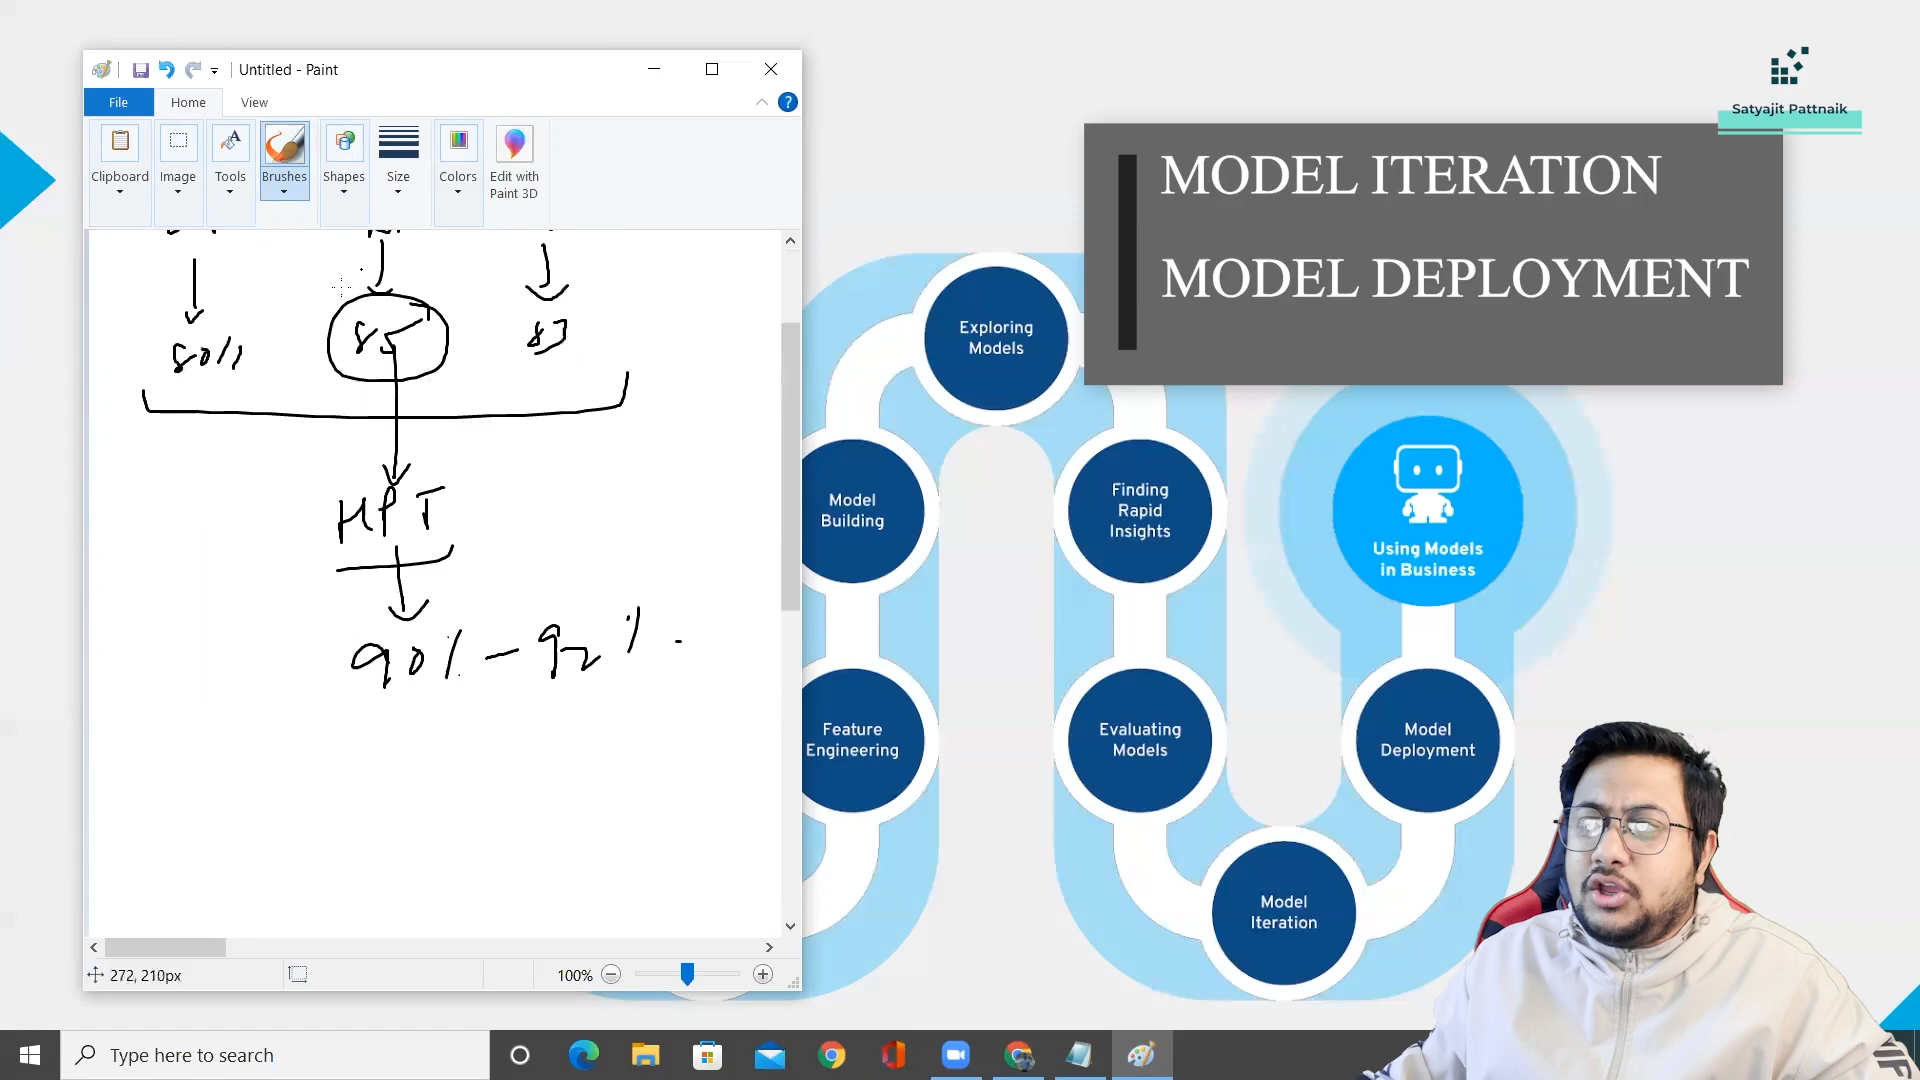 Untitled - Paint
File
Home
View
Clipboard
Image
Tools
Brushes
Shapes
Size
Colors
Edit with
Paint 3D
80%
85
83
HPT
90% - 92%
272, 210px
100%
Satyajit Pattnaik
MODEL ITERATION
MODEL DEPLOYMENT
Exploring
Models
Model
Building
Finding
Rapid
Insights
Using Models
in Business
Feature
Engineering
Evaluating
Models
Model
Deployment
Model
Iteration
Type here to search